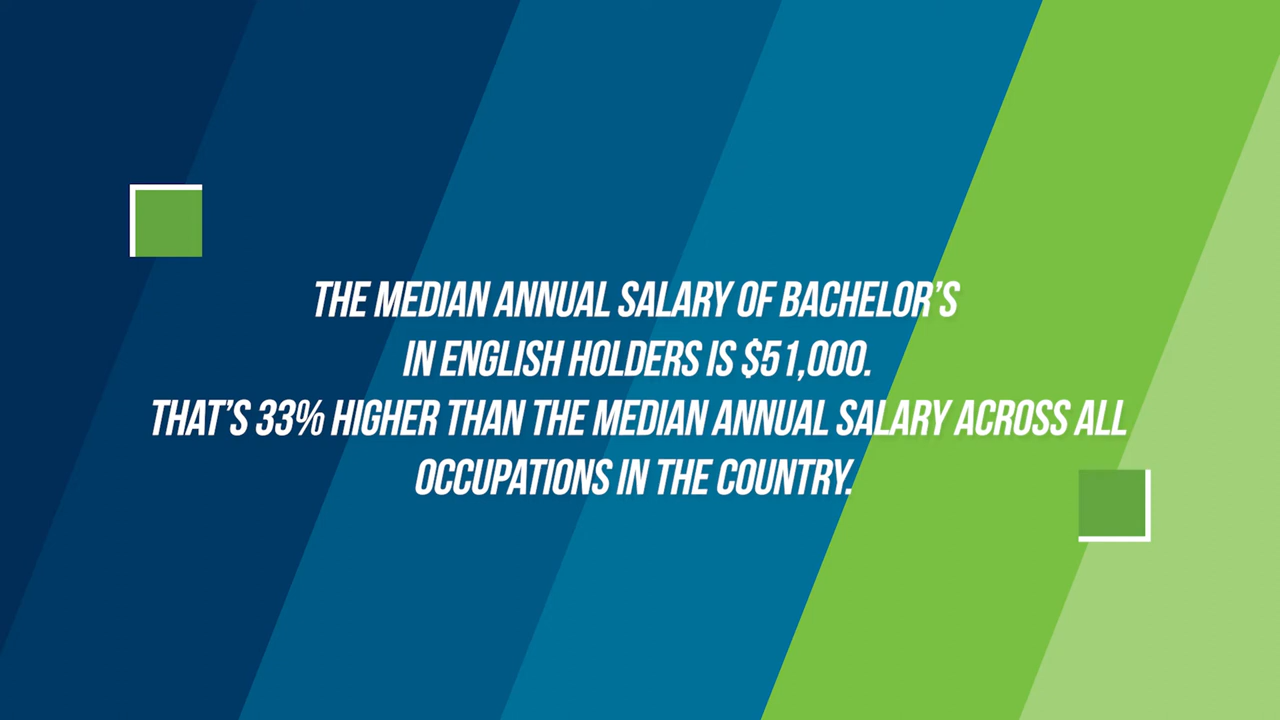 THE MEDIAN ANNUAL SALARY OF BACHELOR'S
IN ENGLISH HOLDERS IS $51,000.
THAT'S 33% HIGHER THAN THE MEDIAN ANNUAL SALARY ACROSS ALL
OCCUPATIONS IN THE COUNTRY.